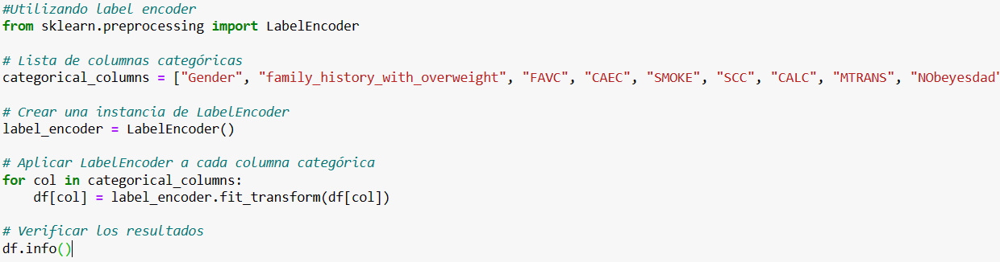 #Utilizando label encoder
from sklearn.preprocessing import LabelEncoder
# Lista de columnas categóricas
categorical_columns = ["Gender", "family_history_with_overweight", "FAVC", "CAEC", "SMOKE", "SCC", "CALC", "MTRANS", "NObeyesdad"
# Crear una instancia de LabelEncoder
label_encoder = LabelEncoder()
# Aplicar LabelEncoder a cada columna categórica
for col in categorical_columns:
    df[col] = label_encoder.fit_transform(df[col])
# Verificar los resultados
df.info()